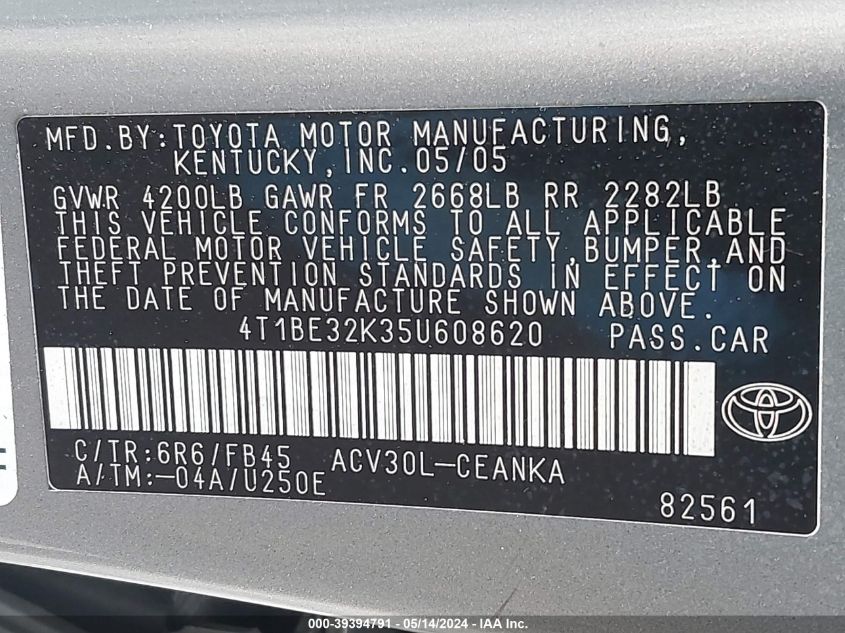 MFD.BY:TOYOTA MOTOR MANUFACTURING,
KENTUCKY,INC.05/05
GVWR 4200LB GAWR FR 2668LB RR 2282LB
THIS VEHICLE CONFORMS TO ALL APPLICABLE
FEDERAL MOTOR VEHICLE SAFETY,BUMPER,AND
THEFT PREVENTION STANDARDS IN EFFECT ON
THE DATE OF MANUFACTURE SHOWN ABOVE.
4T1BE32K35U608620 PASS.CAR
C/TR:6R6/FB45 ACV30L-CEANKA
A/TM:-04A/U250E
82561
© - 39394791 - 05/14/2024 - IAA Inc.